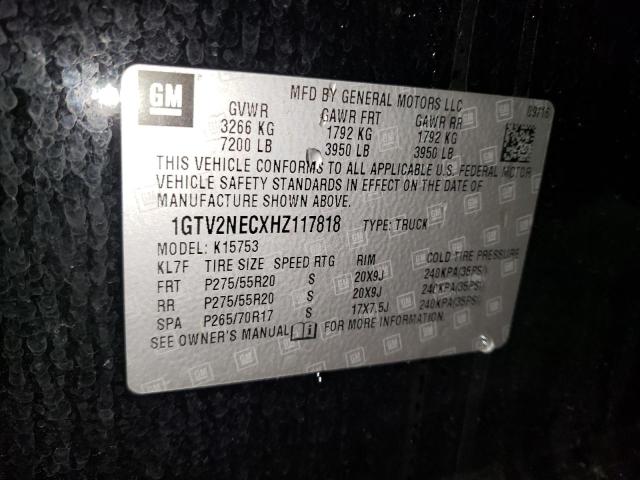 GM
MFD BY GENERAL MOTORS LLC 09/16
GVWR GAWR FRT GAWR RR
3266 KG 1792 KG 1792 KG
7200 LB 3950 LB 3950 LB
THIS VEHICLE CONFORMS TO ALL APPLICABLE U.S. FEDERAL MOTOR
VEHICLE SAFETY STANDARDS IN EFFECT ON THE DATE OF
MANUFACTURE SHOWN ABOVE.
1GTV2NECXHZ117818 TYPE: TRUCK
MODEL: K15753
KL7F TIRE SIZE SPEED RTG RIM COLD TIRE PRESSURE
FRT P275/55R20 S 20X9J 240KPA(35PSI)
RR P275/55R20 S 20X9J 240KPA(35PSI)
SPA P265/70R17 S 17X7.5J 240KPA(35PSI)
SEE OWNER'S MANUAL FOR MORE INFORMATION.